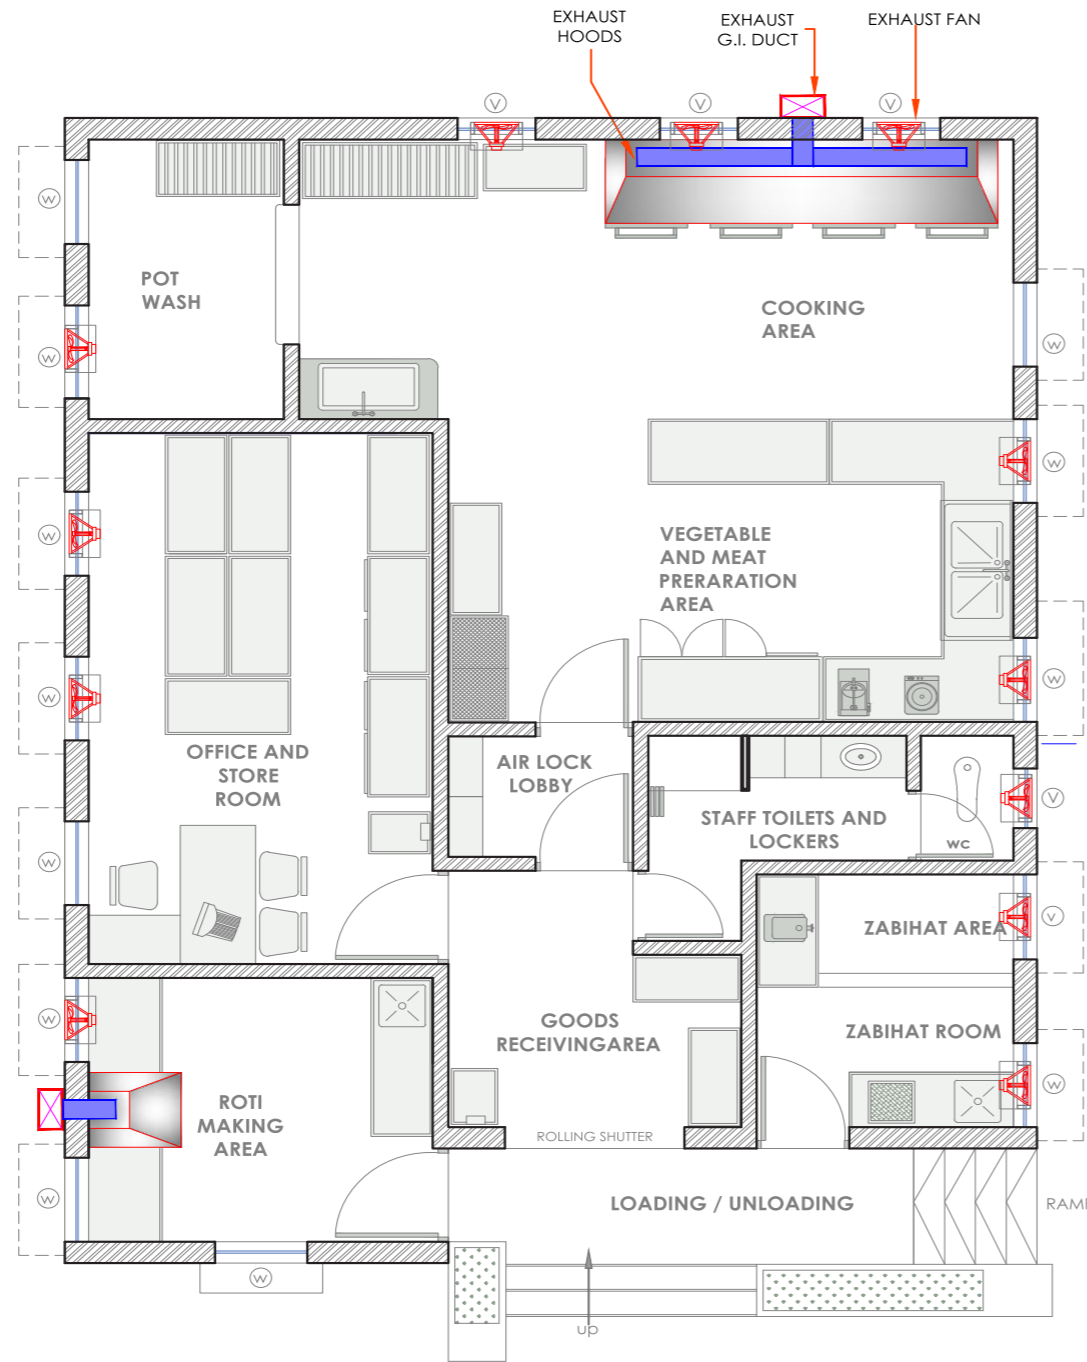 EXHAUST
HOODS
EXHAUST
G.I. DUCT
EXHAUST FAN
V
V
V
W
POT
WASH
COOKING
AREA
W
W
W
W
VEGETABLE
AND MEAT
PRERARATION
AREA
W
W
W
OFFICE AND
STORE
ROOM
AIR LOCK
LOBBY
STAFF TOILETS AND
LOCKERS
WC
V
W
ZABIHAT AREA
V
ZABIHAT ROOM
W
GOODS
RECEIVINGAREA
W
ROTI
MAKING
AREA
ROLLING SHUTTER
W
LOADING / UNLOADING
RAMI
W
up